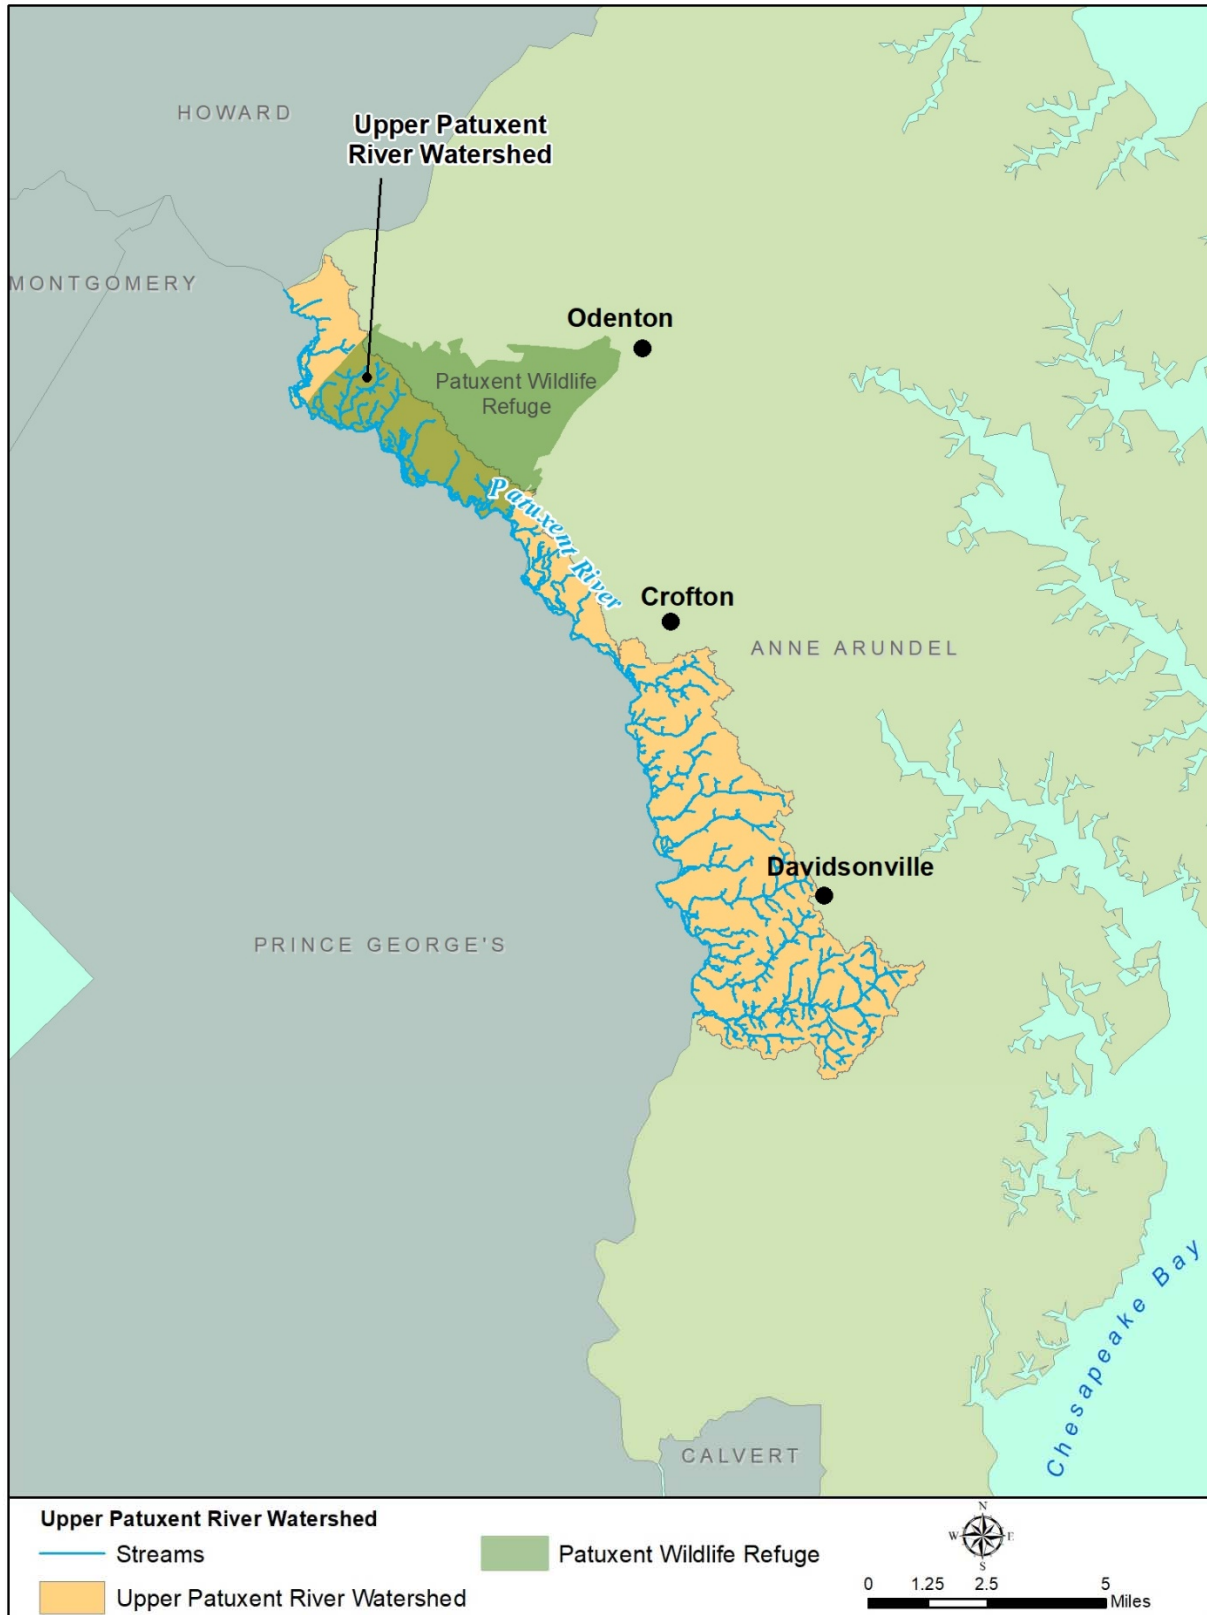 HOWARD
Upper Patuxent
River Watershed
MONTGOMERY
Odenton
Patuxent Wildlife
Refuge
Patuxent River
Crofton
ANNE ARUNDEL
Davidsonville
PRINCE GEORGE'S
Chesapeake Bay
CALVERT
Upper Patuxent River Watershed
Streams
Patuxent Wildlife Refuge
Upper Patuxent River Watershed
N
W E
S
0 1.25 2.5 5
Miles